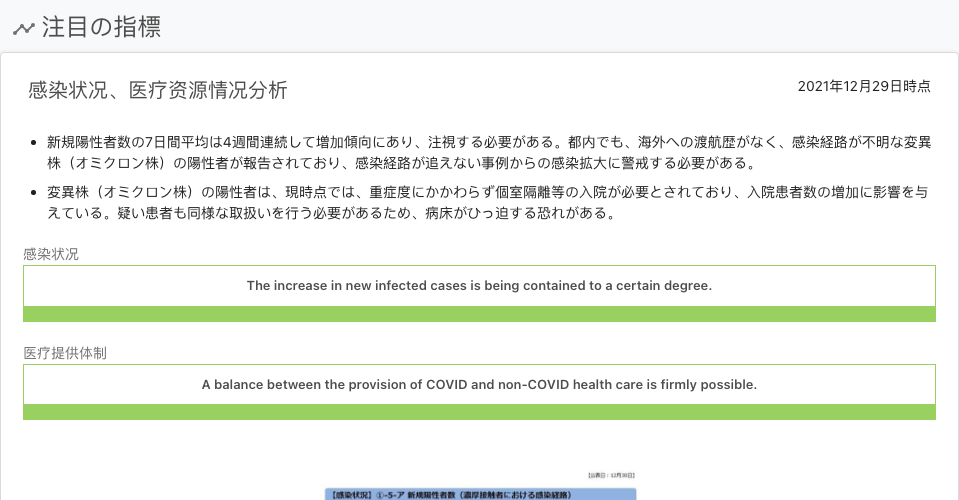 注目の指標
感染状况、医疗资源情况分析
2021年12月29日時点
新規陽性者数の7日間平均は4週間連続して増加傾向にあり、注視する必要がある。都内でも、海外への渡航歴がなく、感染経路が不明な変異
株（オミクロン株）の陽性者が報告されており、感染経路が追えない事例からの感染拡大に警戒する必要がある。
変異株（オミクロン株）の陽性者は、現時点では、重症度にかかわらず個室隔離等の入院が必要とされており、入院患者数の増加に影響を与
えている。疑い患者も同様な取扱いを行う必要があるため、病床がひっ迫する恐れがある。
感染状况
The increase in new infected cases is being contained to a certain degree.
医疗提供体制
A balance between the provision of COVID and non-COVID health care is firmly possible.
【公表日：12月30日】
【感染状況】①-5-ア 新規陽性者数（濃厚接触者における感染経路）